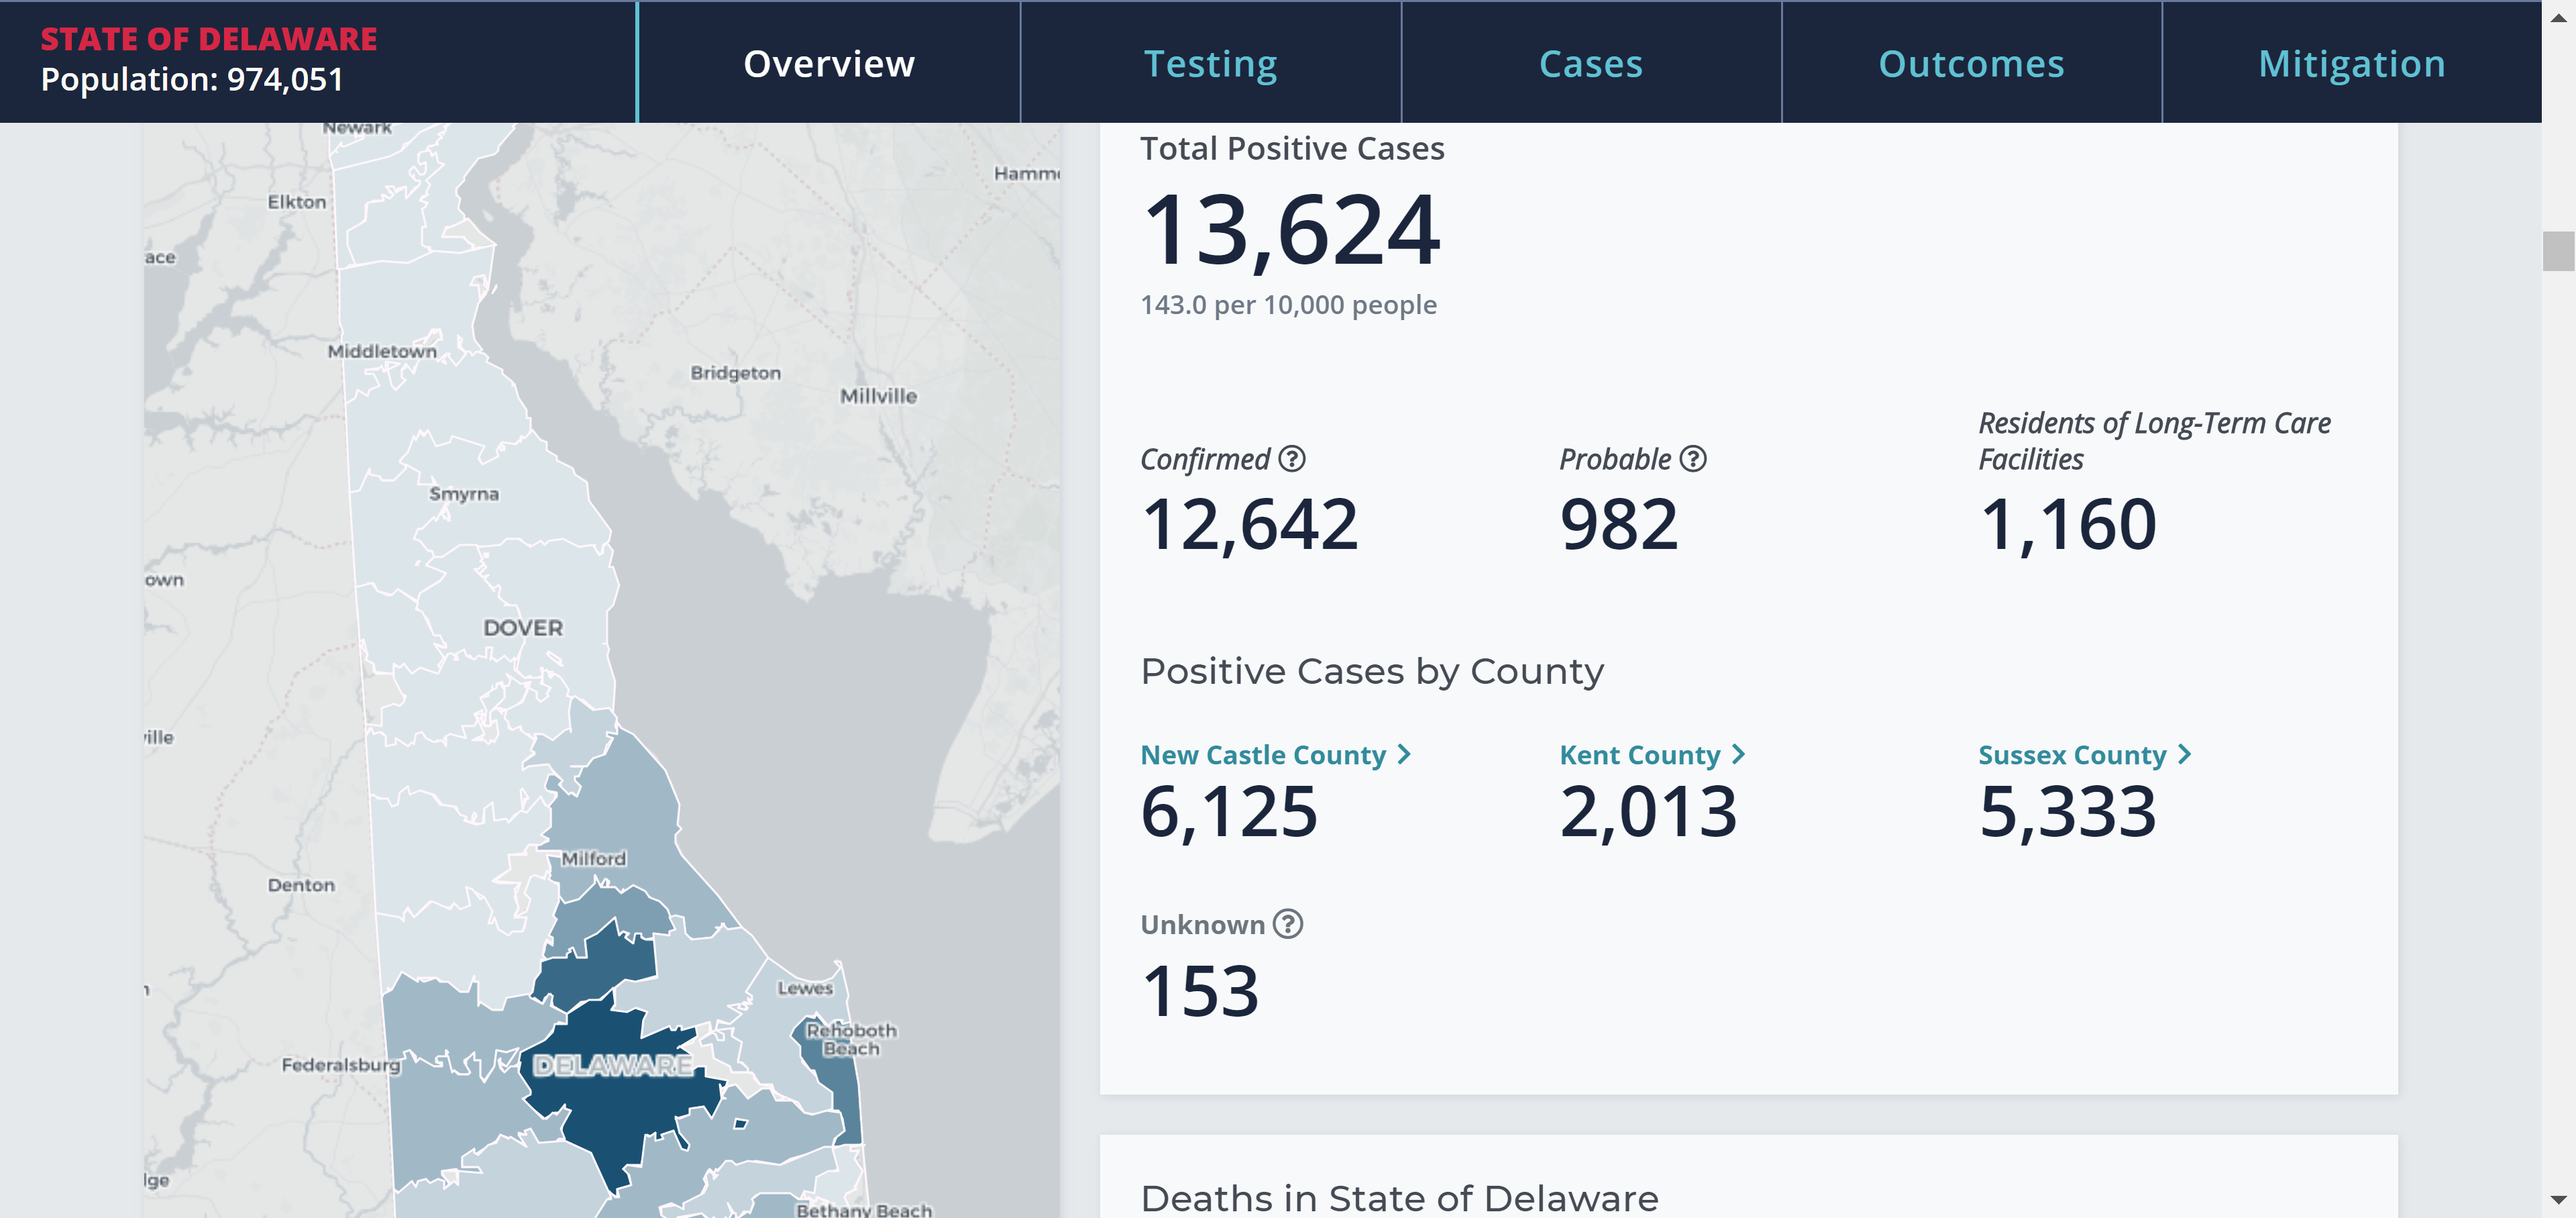 STATE OF DELAWARE
Population: 974,051
Overview
Testing
Cases
Outcomes
Mitigation
Newark
Elkton
Hamm
ace
Middletown
Bridgeton
Millville
Smyrna
own
DOVER
ville
Milford
Denton
Lewes
Rehoboth
Beach
Federalsburg
DELAWARE
lge
Bethany Beach
Total Positive Cases
13,624
143.0 per 10,000 people
Confirmed ?
12,642
Probable ?
982
Residents of Long-Term Care
Facilities
1,160
Positive Cases by County
New Castle County >
6,125
Kent County >
2,013
Sussex County >
5,333
Unknown ?
153
Deaths in State of Delaware